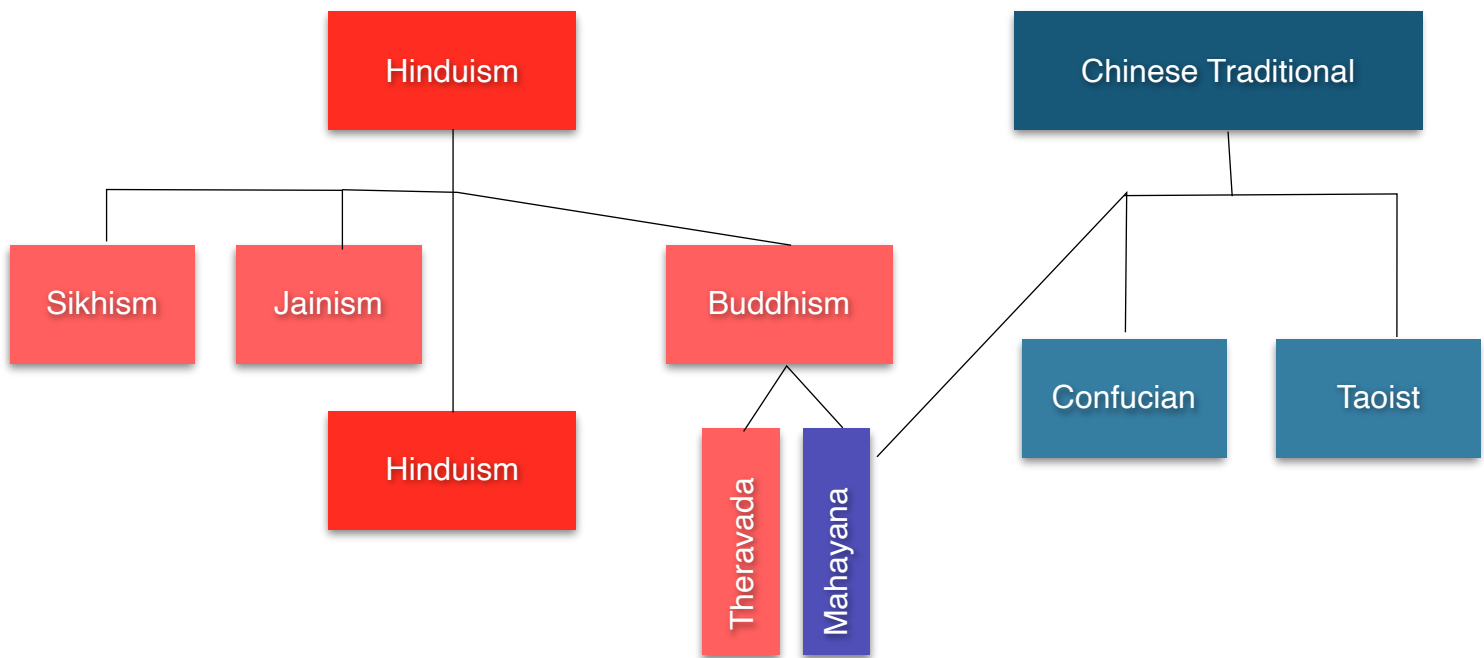 Hinduism
Chinese Traditional
Sikhism
Jainism
Buddhism
Confucian
Taoist
Hinduism
Theravada
Mahayana